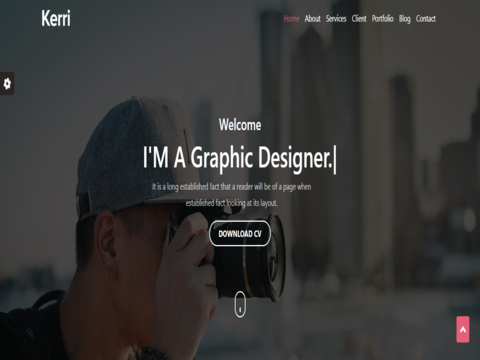 Kerri
Home About Services Client Portfolio Blog Contact
Welcome
I'M A Graphic Designer.|
It is a long established fact that a reader will be of a page when
established fact looking at its layout.
DOWNLOAD CV